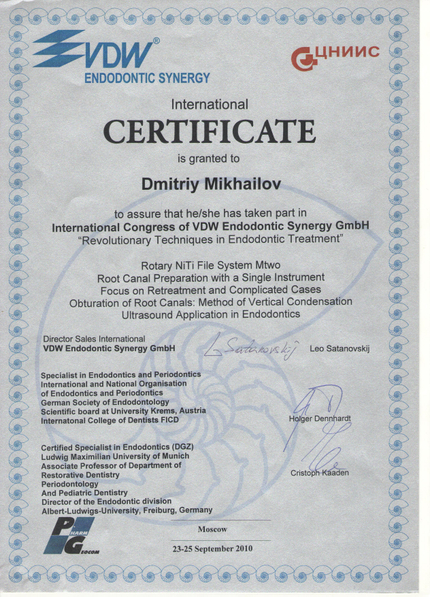 VDW®
ENDODONTIC SYNERGY
ЦНИИС
International
CERTIFICATE
is granted to
Dmitriy Mikhailov
to assure that he/she has taken part in
International Congress of VDW Endodontic Synergy GmbH
"Revolutionary Techniques in Endodontic Treatment"
Rotary NiTi File System Mtwo
Root Canal Preparation with a Single Instrument
Focus on Retreatment and Complicated Cases
Obturation of Root Canals: Method of Vertical Condensation
Ultrasound Application in Endodontics
Director Sales International
VDW Endodontic Synergy GmbH
L Satanovskij
Leo Satanovskij
Specialist in Endodontics and Periodontics
International and National Organisation
of Endodontics and Periodontics
German Society of Endodontology
Scientific board at University Krems, Austria
International College of Dentists FICD
Holger Dennhardt
Certified Specialist in Endodontics (DGZ)
Ludwig Maximilian University of Munich
Associate Professor of Department of
Restorative Dentistry
Periodontology
And Pediatric Dentistry
Director of the Endodontic division
Albert-Ludwigs-University, Freiburg, Germany
Cristoph Kaaden
PHARM
GEOCOM
Moscow
23-25 September 2010